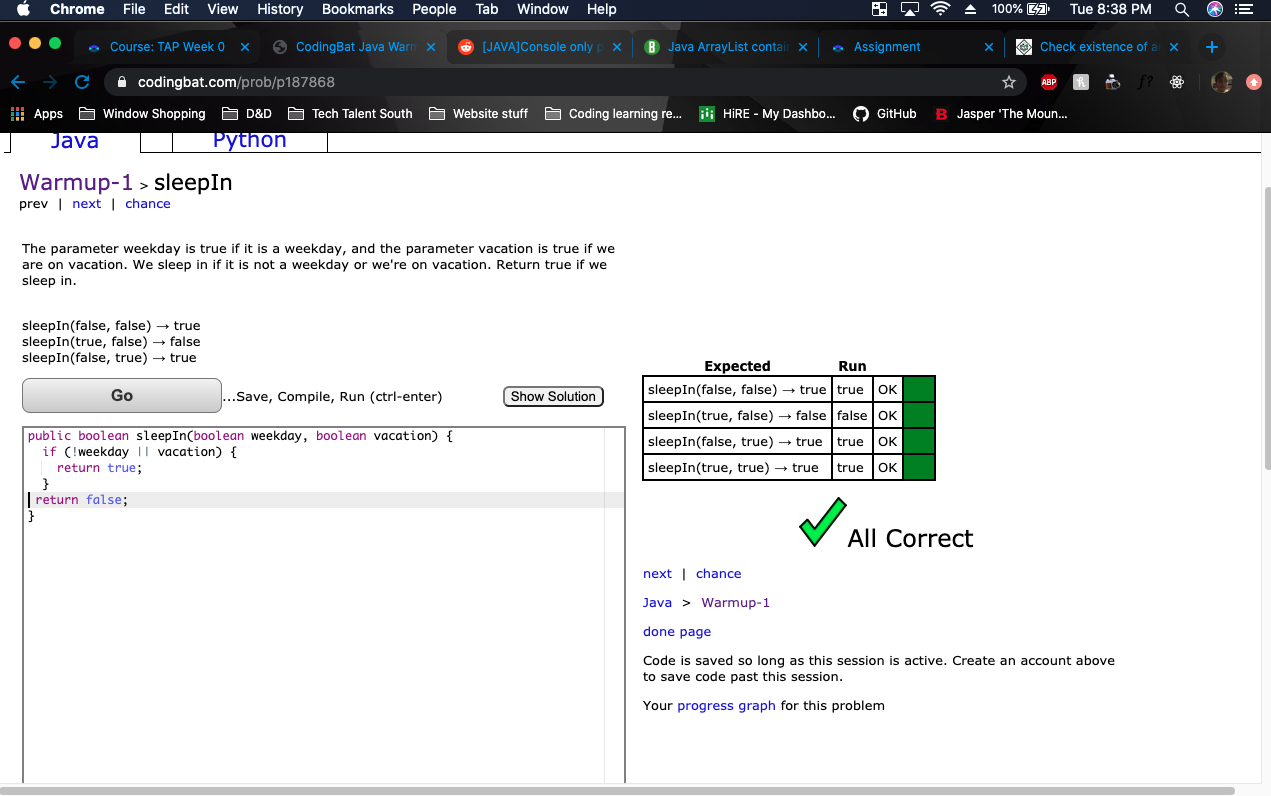 Chrome File Edit View History Bookmarks People Tab Window Help 100% Tue 8:38 PM
Course: TAP Week 0 CodingBat Java Warm [JAVA]Console only p Java ArrayList contai Assignment Check existence of a
codingbat.com/prob/p187868 ABP
Apps Window Shopping D&D Tech Talent South Website stuff Coding learning re... HiRE - My Dashbo... GitHub Jasper 'The Moun...
Java Python
Warmup-1 > sleepIn
prev | next | chance
The parameter weekday is true if it is a weekday, and the parameter vacation is true if we
are on vacation. We sleep in if it is not a weekday or we're on vacation. Return true if we
sleep in.
sleepIn(false, false) → true
sleepIn(true, false) → false
sleepIn(false, true) → true
Go ...Save, Compile, Run (ctrl-enter) Show Solution
public boolean sleepIn(boolean weekday, boolean vacation) {
if (!weekday || vacation) {
return true;
}
return false;
}
Expected Run
sleepIn(false, false) → true true OK
sleepIn(true, false) → false false OK
sleepIn(false, true) → true true OK
sleepIn(true, true) → true true OK
All Correct
next | chance
Java > Warmup-1
done page
Code is saved so long as this session is active. Create an account above
to save code past this session.
Your progress graph for this problem